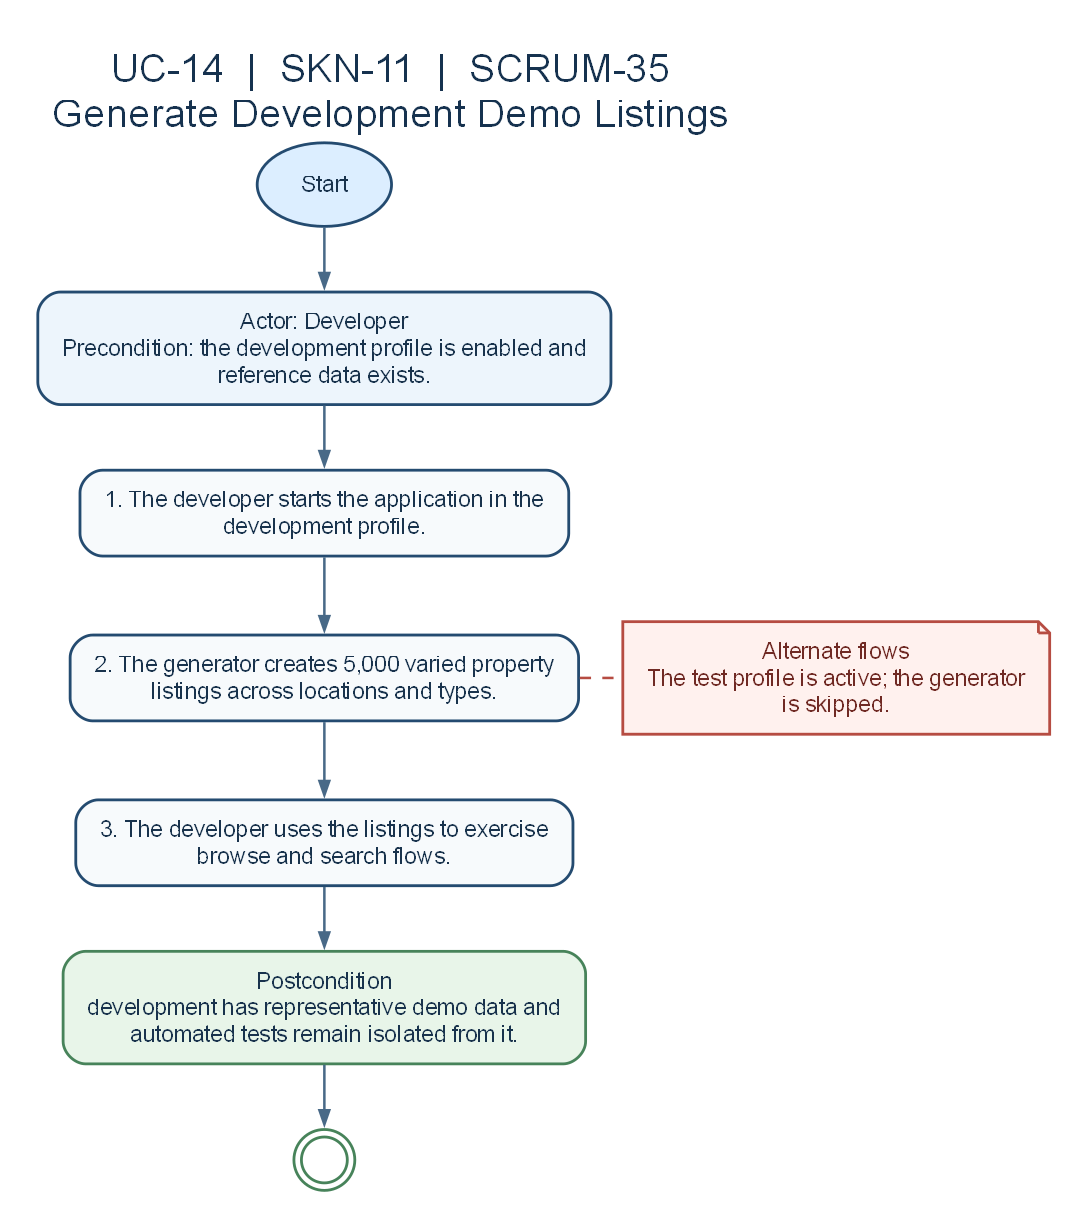 UC-14 | SKN-11 | SCRUM-35
Generate Development Demo Listings
Start
Actor: Developer
Precondition: the development profile is enabled and
reference data exists.
1. The developer starts the application in the
development profile.
2. The generator creates 5,000 varied property
listings across locations and types.
Alternate flows
The test profile is active; the generator
is skipped.
3. The developer uses the listings to exercise
browse and search flows.
Postcondition
development has representative demo data and
automated tests remain isolated from it.